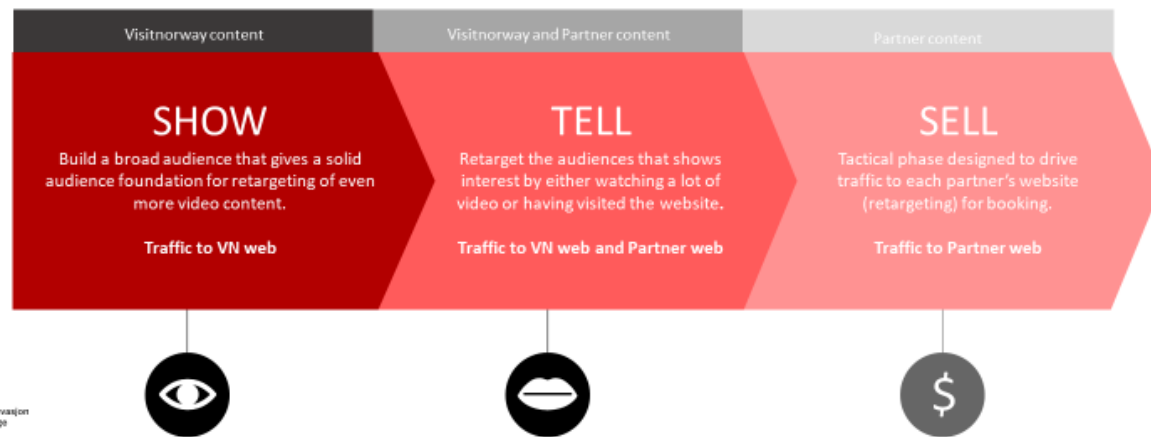 Visitnorway content
Visitnorway and Partner content
Partner content
SHOW
Build a broad audience that gives a solid
audience foundation for retargeting of even
more video content.
Traffic to VN web
TELL
Retarget the audiences that shows
interest by either watching a lot of
video or having visited the website.
Traffic to VN web and Partner web
SELL
Tactical phase designed to drive
traffic to each partner's website
(retargeting) for booking.
Traffic to Partner web
$